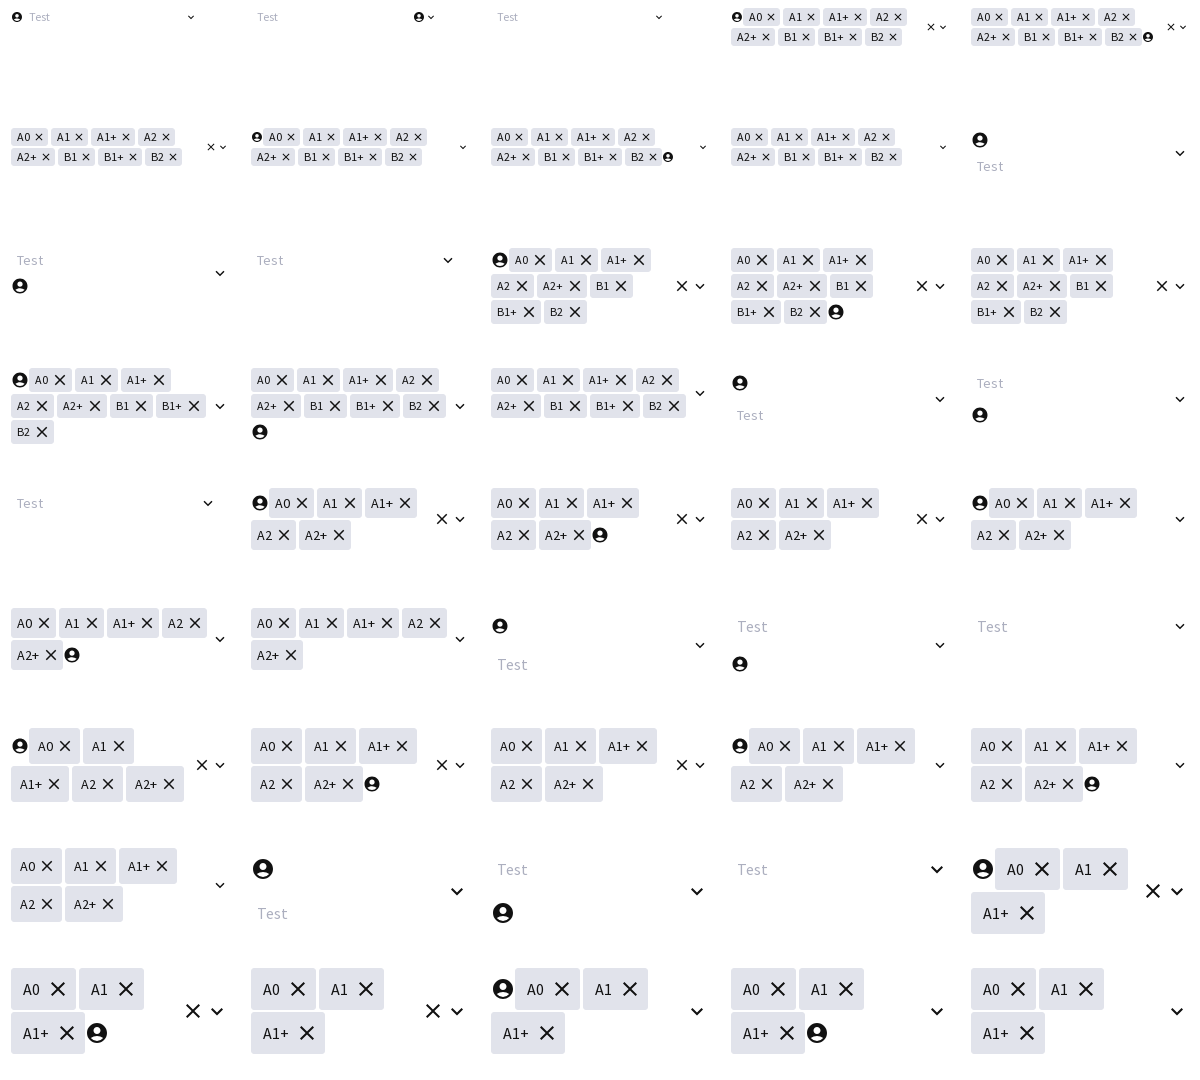 Test Test Test A0 A1 A1+ A2 A0 A1 A1+ A2
A2+ B1 B1+ B2 A2+ B1 B1+ B2
A0 A1 A1+ A2 A0 A1 A1+ A2 A0 A1 A1+ A2 A0 A1 A1+ A2
A2+ B1 B1+ B2 A2+ B1 B1+ B2 A2+ B1 B1+ B2 A2+ B1 B1+ B2 Test
Test Test A0 A1 A1+ A0 A1 A1+ A0 A1 A1+
A2 A2+ B1 A2 A2+ B1 A2 A2+ B1
B1+ B2 B1+ B2 B1+ B2
A0 A1 A1+ A0 A1 A1+ A2 A0 A1 A1+ A2 Test
A2 A2+ B1 B1+ A2+ B1 B1+ B2 A2+ B1 B1+ B2 Test
B2
Test A0 A1 A1+ A0 A1 A1+ A0 A1 A1+ A0 A1 A1+
A2 A2+ A2 A2+ A2 A2+ A2 A2+
A0 A1 A1+ A2 A0 A1 A1+ A2 Test Test
A2+ A2+ Test
A0 A1 A0 A1 A1+ A0 A1 A1+ A0 A1 A1+ A0 A1 A1+
A1+ A2 A2+ A2 A2+ A2 A2+ A2 A2+ A2 A2+
A0 A1 A1+ Test Test A0 A1
A2 A2+ Test A1+
A0 A1 A0 A1 A0 A1 A0 A1 A0 A1
A1+ A1+ A1+ A1+ A1+